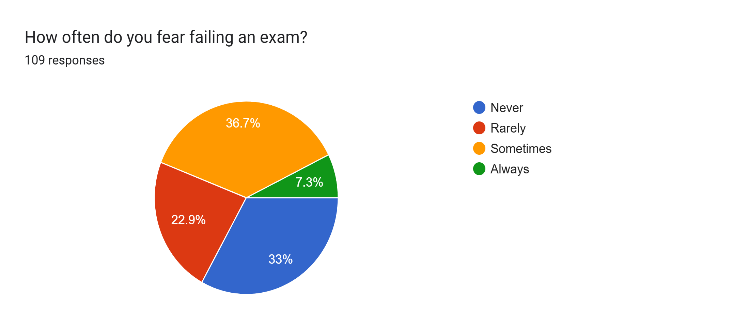 How often do you fear failing an exam?
109 responses
36.7%
7.3%
22.9%
33%
Never
Rarely
Sometimes
Always